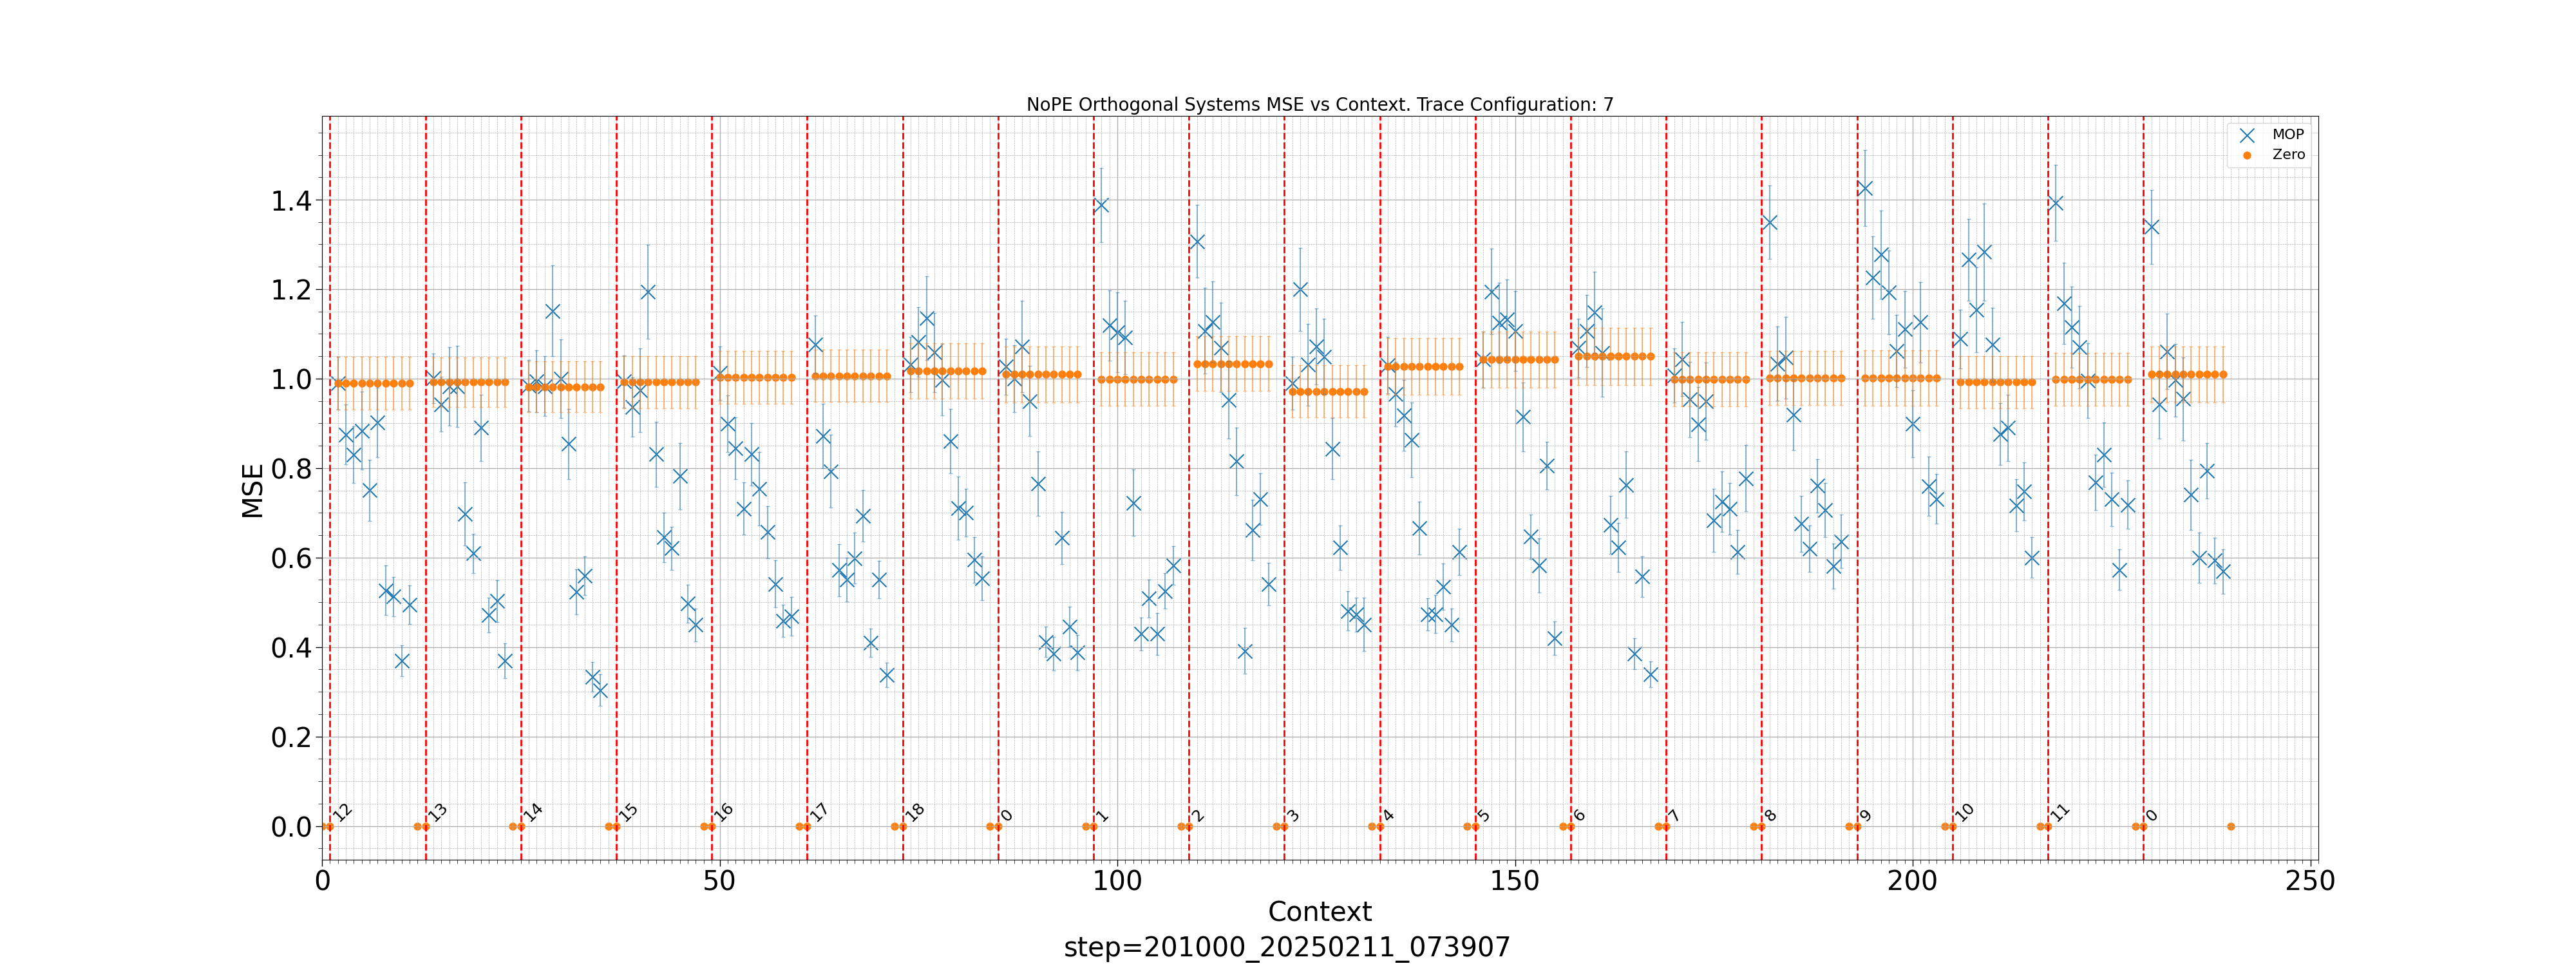 NoPE Orthogonal Systems MSE vs Context. Trace Configuration: 7
MOP
Zero
MSE
1.4
1.2
1.0
0.8
0.6
0.4
0.2
0.0
12 13 14 15 16 17 18 0 1 2 3 4 5 6 7 8 9 10 11 0
0 50 100 150 200 250
Context
step=201000_20250211_073907